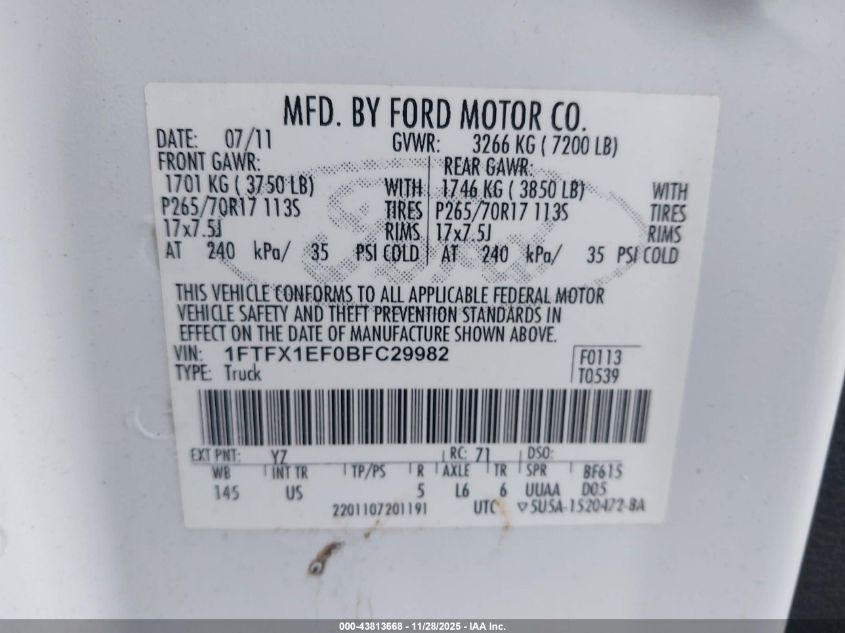 MFD. BY FORD MOTOR CO.
DATE: 07/11 GVWR: 3266 KG ( 7200 LB)
FRONT GAWR: REAR GAWR:
1701 KG ( 3750 LB) WITH 1746 KG ( 3850 LB) WITH
P265/70R17 113S TIRES P265/70R17 113S TIRES
17x7.5J RIMS 17x7.5J RIMS
AT 240 kPa/ 35 PSI COLD AT 240 kPa/ 35 PSI COLD
THIS VEHICLE CONFORMS TO ALL APPLICABLE FEDERAL MOTOR
VEHICLE SAFETY AND THEFT PREVENTION STANDARDS IN
EFFECT ON THE DATE OF MANUFACTURE SHOWN ABOVE.
VIN: 1FTFX1EF0BFC29982 F0113
TYPE: Truck T0539
EXT PNT: YZ RC: 71 DSO:
WB INT TR TP/PS R AXLE TR SPR BF615
145 US 5 L6 6 UUAA D05
2201107201191 UTC ▽5U5A-1520472-BA
000-43813668 - 11/28/2025 - IAA Inc.